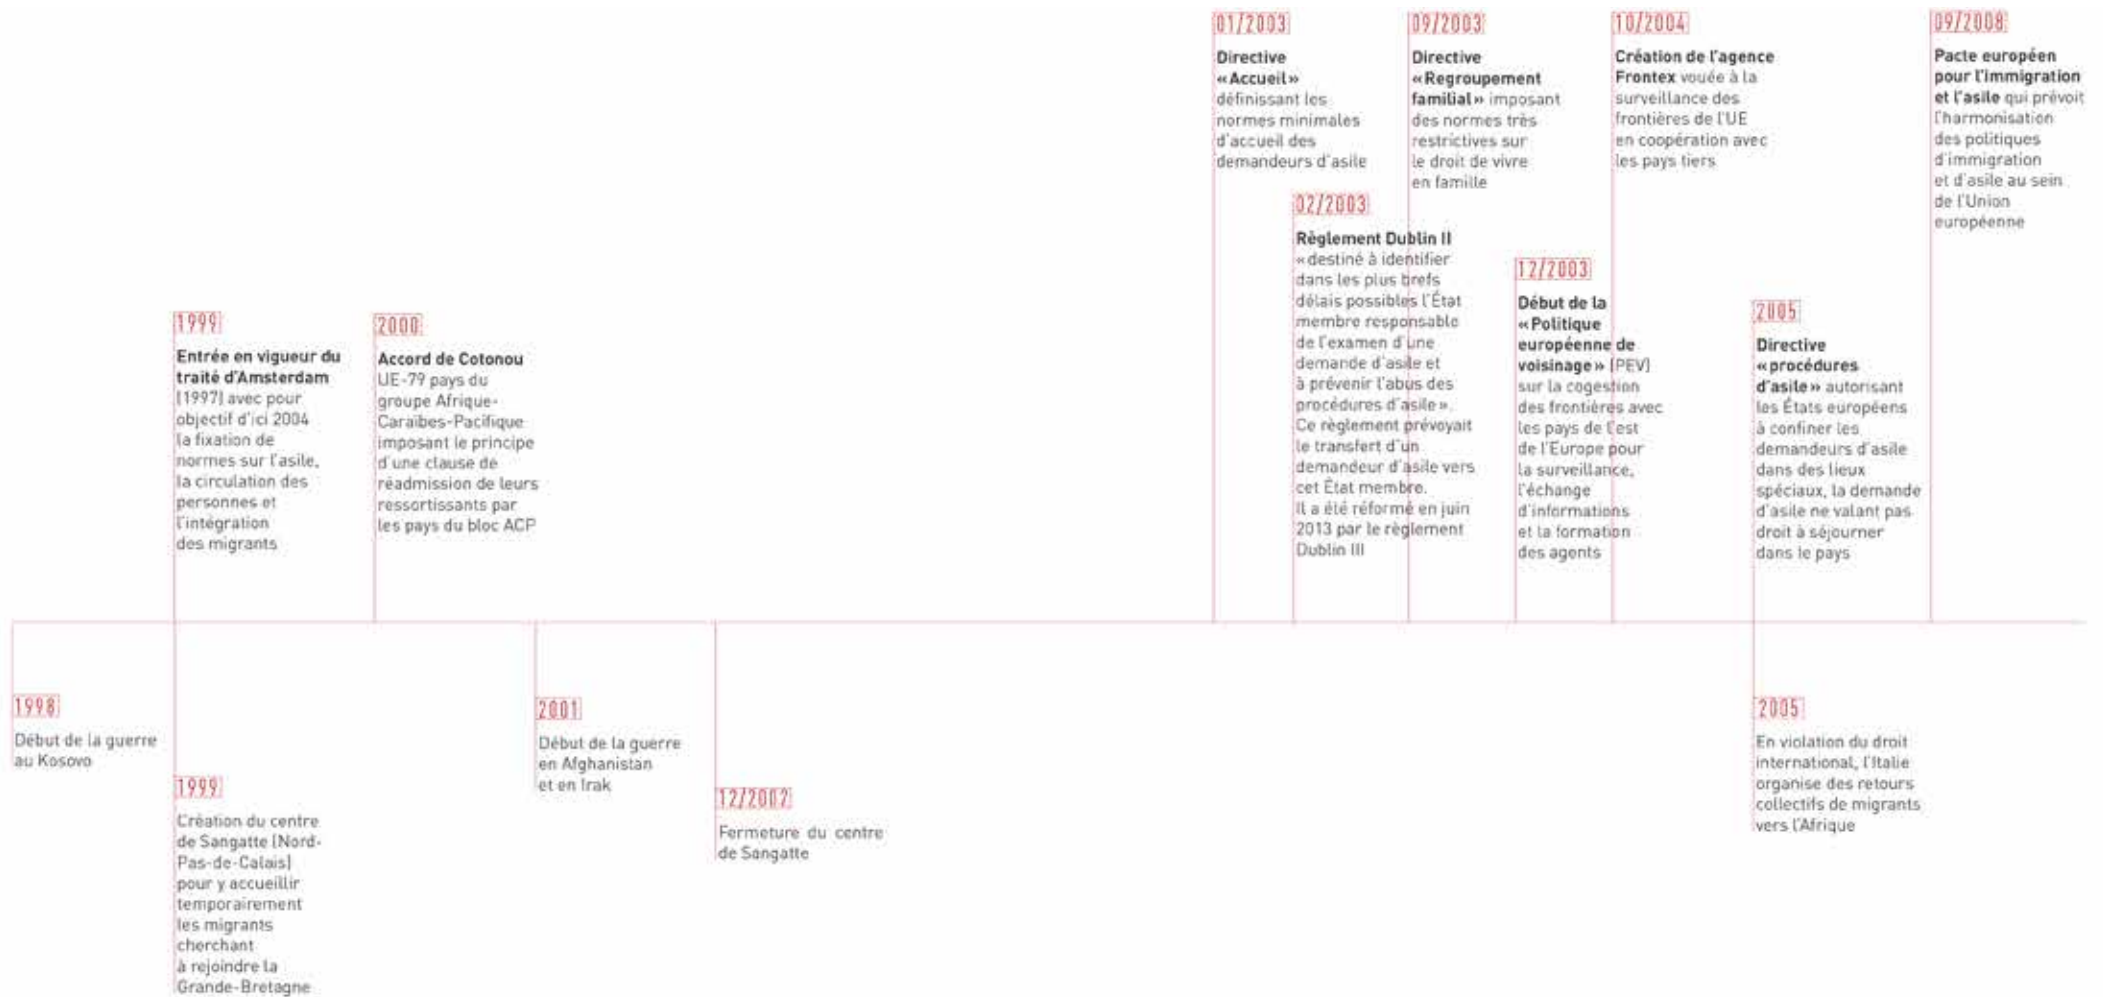 01/2003
Directive
«Accueil»
définissant les
normes minimales
d'accueil des
demandeurs d'asile
02/2003
Règlement Dublin II
«destiné à identifier
dans les plus brefs
délais possibles l'État
membre responsable
de l'examen d'une
demande d'asile et
à prévenir l'abus des
procédures d'asile».
Ce règlement prévoyait
le transfert d'un
demandeur d'asile vers
cet État membre.
Il a été réformé en juin
2013 par le règlement
Dublin III
09/2003
Directive
«Regroupement
familial» imposant
des normes très
restrictives sur
le droit de vivre
en famille
12/2003
Début de la
«Politique
européenne de
voisinage» (PEV)
sur la cogestion
des frontières avec
les pays de l'est
de l'Europe pour
la surveillance,
l'échange
d'informations
et la formation
des agents
10/2004
Création de l'agence
Frontex vouée à la
surveillance des
frontières de l'UE
en coopération avec
les pays tiers
2005
Directive
«procédures
d'asile» autorisant
les États européens
à confiner les
demandeurs d'asile
dans des lieux
spéciaux, la demande
d'asile ne valant pas
droit à séjourner
dans le pays
09/2008
Pacte européen
pour l'immigration
et l'asile qui prévoit
l'harmonisation
des politiques
d'immigration
et d'asile au sein
de l'Union
européenne
1999
Entrée en vigueur du
traité d'Amsterdam
(1997) avec pour
objectif d'ici 2004
la fixation de
normes sur l'asile,
la circulation des
personnes et
l'intégration
des migrants
2000
Accord de Cotonou
UE-79 pays du
groupe Afrique-
Caraïbes-Pacifique
imposant le principe
d'une clause de
réadmission de leurs
ressortissants par
les pays du bloc ACP
1998
Début de la guerre
au Kosovo
1999
Création du centre
de Sangatte (Nord-
Pas-de-Calais)
pour y accueillir
temporairement
les migrants
cherchant
à rejoindre la
Grande-Bretagne
2001
Début de la guerre
en Afghanistan
et en Irak
12/2002
Fermeture du centre
de Sangatte
2005
En violation du droit
international, l'Italie
organise des retours
collectifs de migrants
vers l'Afrique